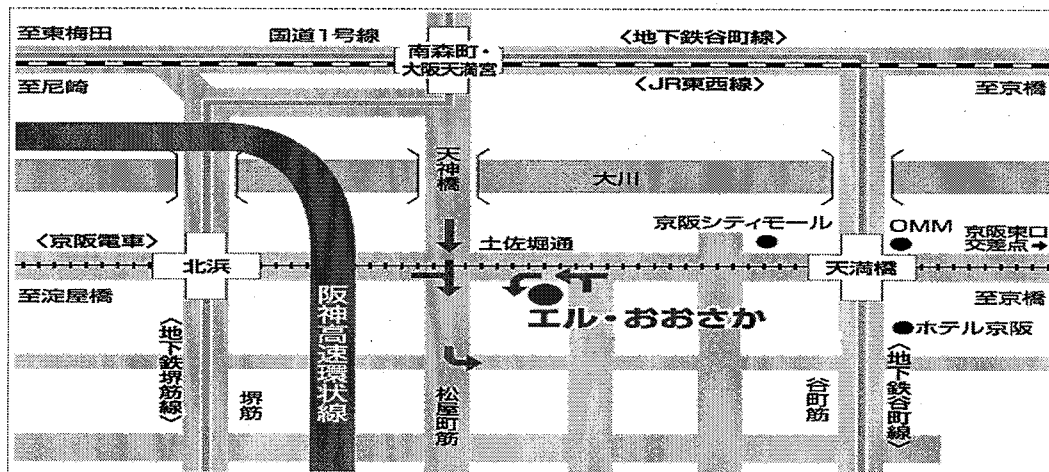 至東梅田
国道1号線
南森町・
大阪天満宮
〈地下鉄谷町線〉
至尼崎
〈JR東西線〉
至京橋
天神橋
大川
京阪シティモール
OMM
京阪東口
交差点→
〈京阪電車〉
土佐堀通
北浜
天満橋
至淀屋橋
至京橋
エル・おおさか
ホテル京阪
阪神高速環状線
〈地下鉄堺筋線〉
堺筋
松屋町筋
谷町筋
〈地下鉄谷町線〉